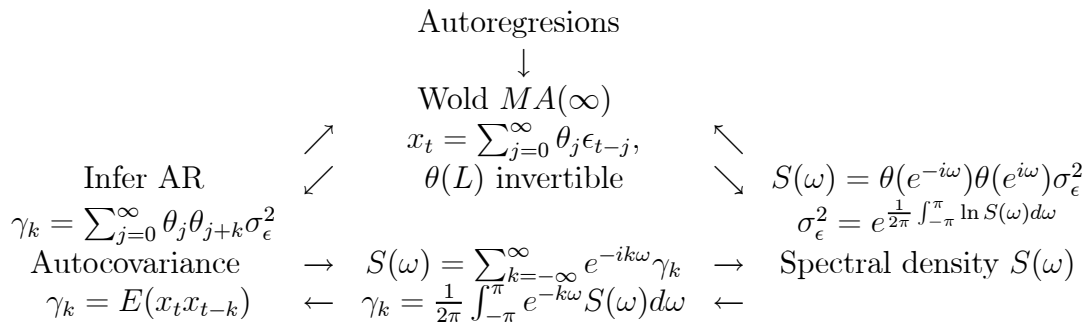 Autoregresions
↓
Wold MA(∞)
↗ x_t = ∑_{j=0}^{∞} θ_j ϵ_{t−j}, ↖
Infer AR ↙ θ(L) invertible ↘ S(ω) = θ(e^{−iω})θ(e^{iω})σ_ϵ^2
γ_k = ∑_{j=0}^{∞} θ_j θ_{j+k} σ_ϵ^2 σ_ϵ^2 = e^{\frac{1}{2π} ∫_{−π}^{π} ln S(ω)dω}
Autocovariance → S(ω) = ∑_{k=−∞}^{∞} e^{−ikω} γ_k → Spectral density S(ω)
γ_k = E(x_t x_{t−k}) ← γ_k = \frac{1}{2π} ∫_{−π}^{π} e^{−kω} S(ω)dω ←